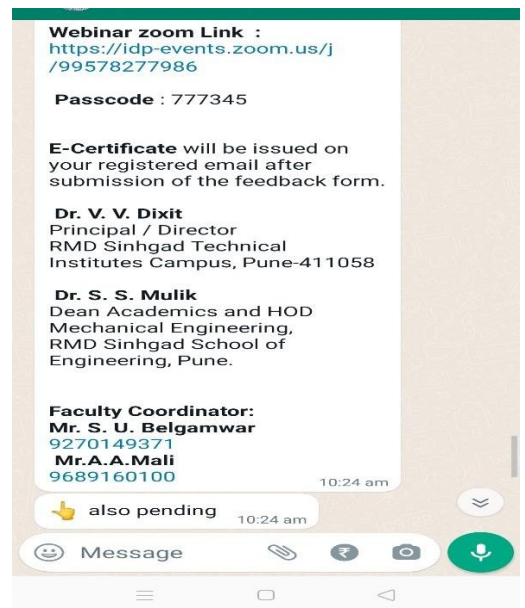 Webinar zoom Link :
https://idp-events.zoom.us/j
/99578277986
Passcode : 777345
E-Certificate will be issued on
your registered email after
submission of the feedback form.
Dr. V. V. Dixit
Principal / Director
RMD Sinhgad Technical
Institutes Campus, Pune-411058
Dr. S. S. Mulik
Dean Academics and HOD
Mechanical Engineering,
RMD Sinhgad School of
Engineering, Pune.
Faculty Coordinator:
Mr. S. U. Belgamwar
9270149371
Mr.A.A.Mali
9689160100
10:24 am
👆 also pending
10:24 am
Message